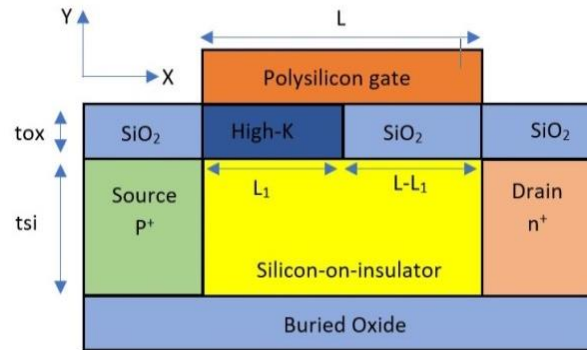 Y
L
X
Polysilicon gate
tox
SiO₂
High-K
SiO₂
SiO₂
L₁
L-L₁
tsi
Source
P⁺
Drain
n⁺
Silicon-on-insulator
Buried Oxide